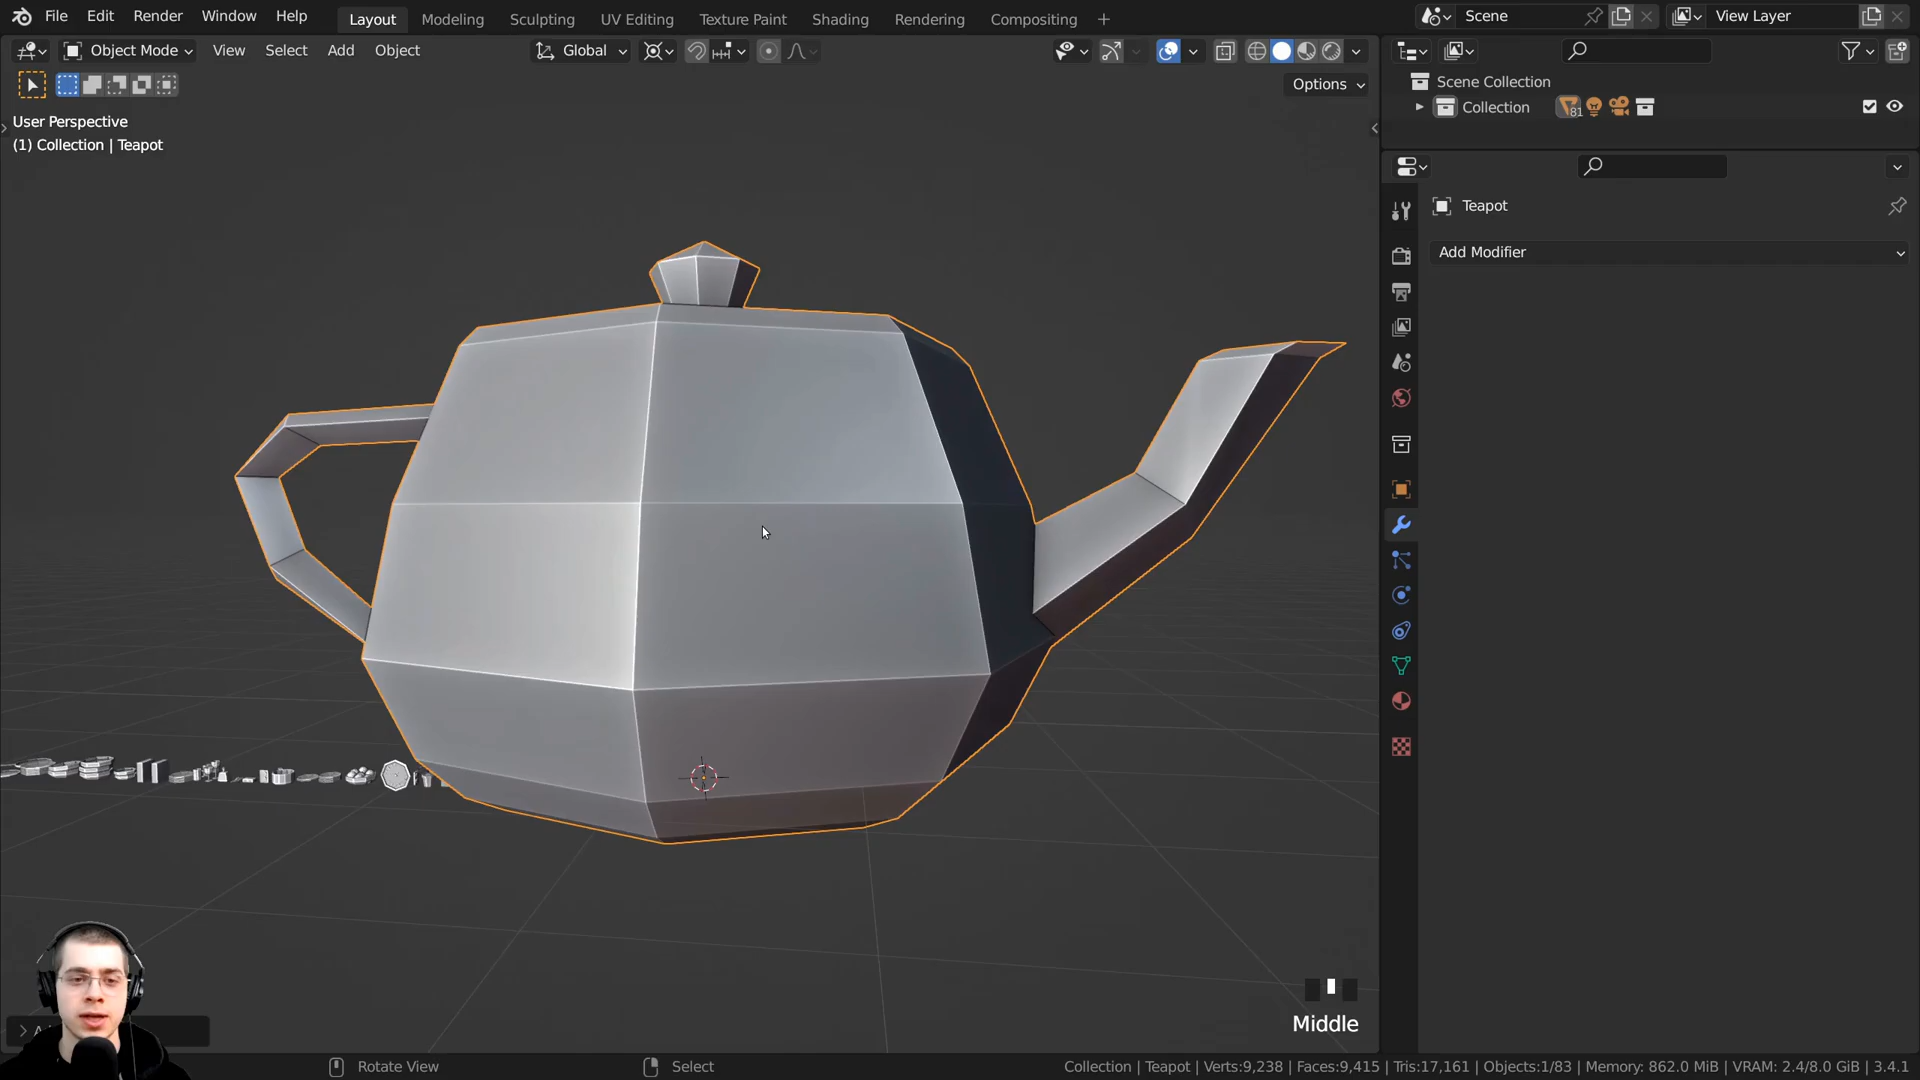 File Edit Render Window Help Layout Modeling Sculpting UV Editing Texture Paint Shading Rendering Compositing + Scene View Layer
Object Mode View Select Add Object Global
Options
User Perspective
(1) Collection | Teapot
Scene Collection
Collection 81
Teapot
Add Modifier
Middle
Rotate View Select Collection | Teapot | Verts:9,238 | Faces:9,415 | Tris:17,161 | Objects:1/83 | Memory: 862.0 MiB | VRAM: 2.4/8.0 GiB | 3.4.1